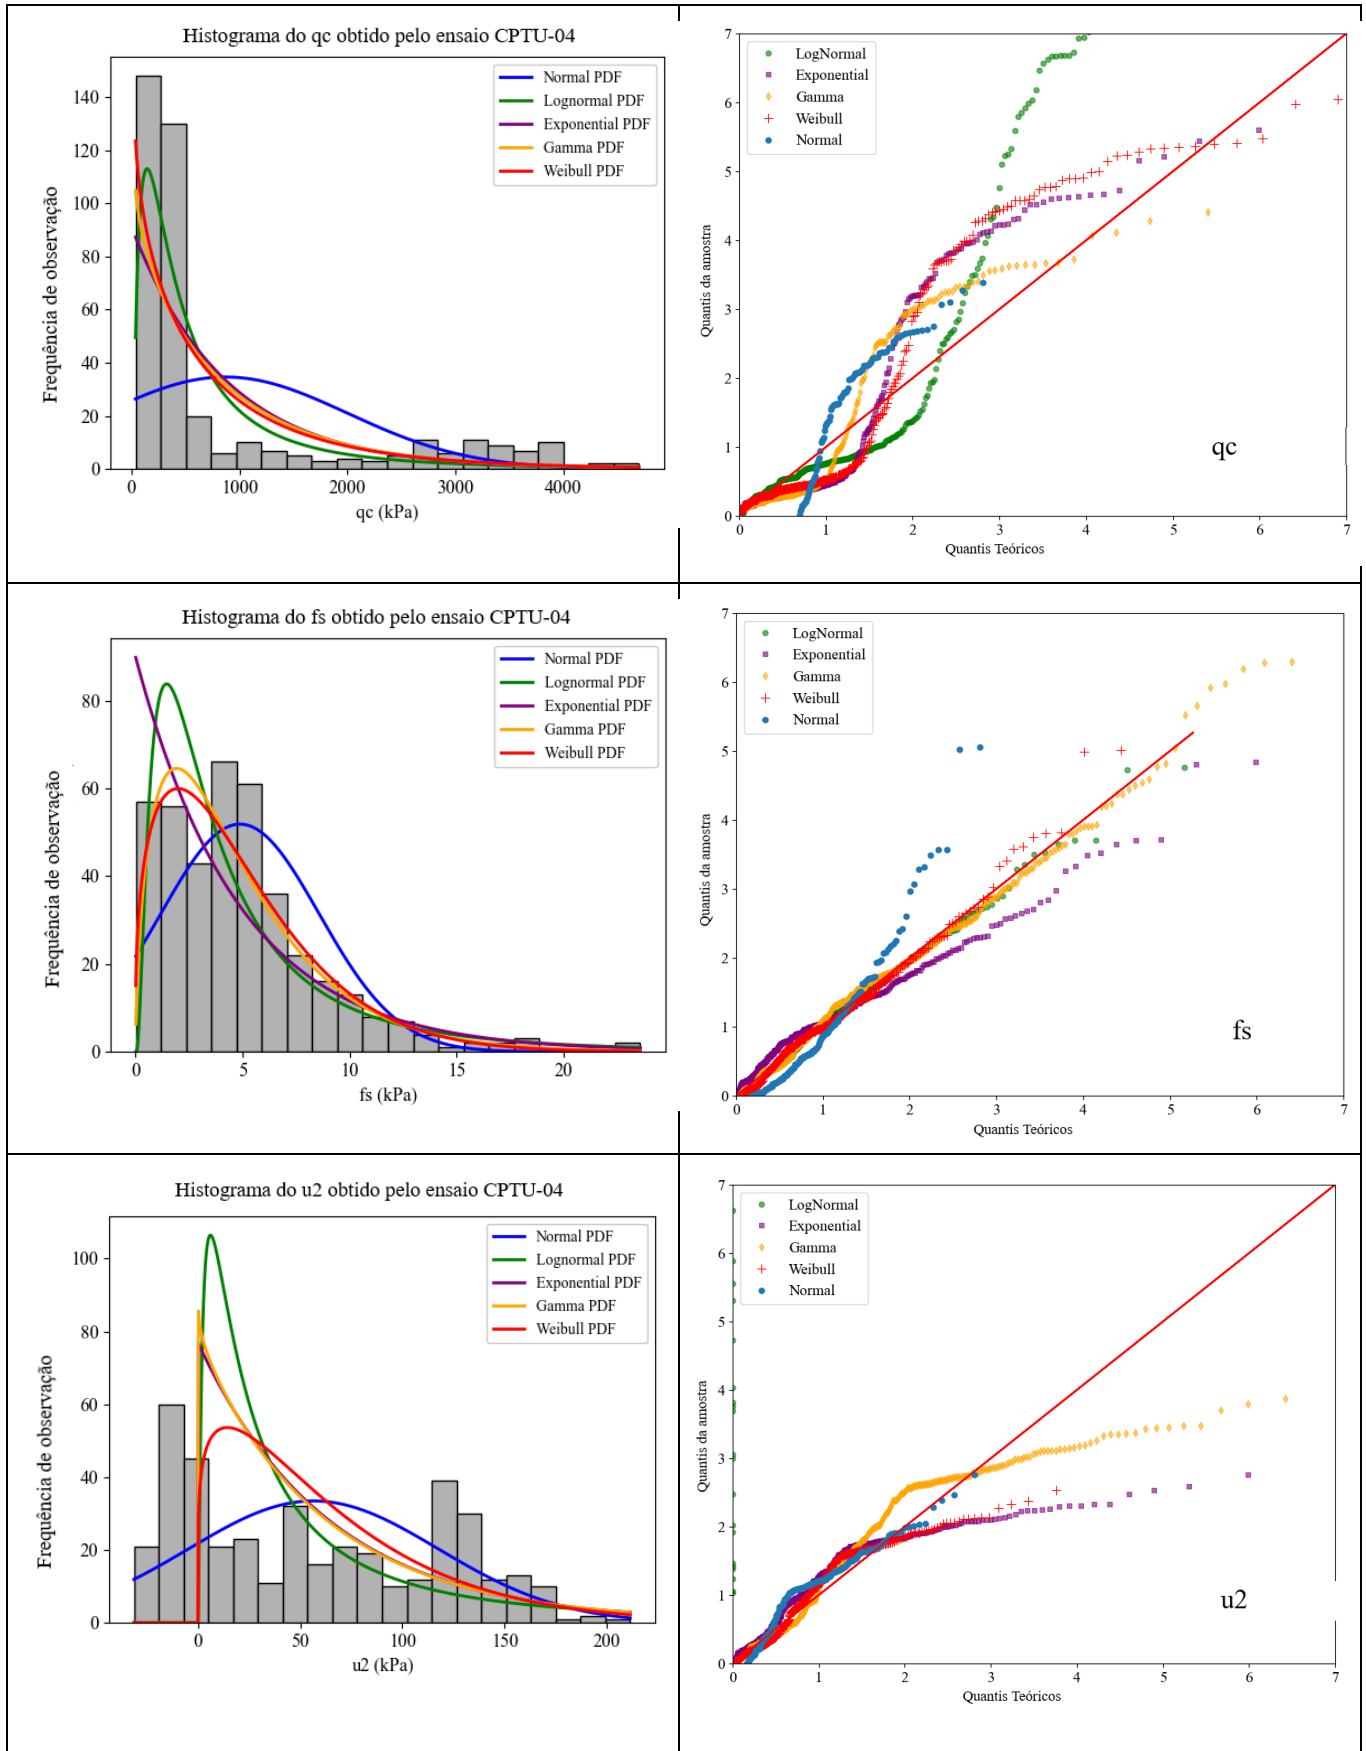 Histograma do qc obtido pelo ensaio CPTU-04
Normal PDF
Lognormal PDF
Exponential PDF
Gamma PDF
Weibull PDF
Frequência de observação
140
120
100
80
60
40
20
0
0 1000 2000 3000 4000
qc (kPa)
LogNormal
Exponential
Gamma
Weibull
Normal
Quantis da amostra
7
6
5
4
3
2
1
0
0 1 2 3 4 5 6 7
Quantis Teóricos
qc
Histograma do fs obtido pelo ensaio CPTU-04
Normal PDF
Lognormal PDF
Exponential PDF
Gamma PDF
Weibull PDF
Frequência de observação
80
60
40
20
0
0 5 10 15 20
fs (kPa)
LogNormal
Exponential
Gamma
Weibull
Normal
Quantis da amostra
7
6
5
4
3
2
1
0
0 1 2 3 4 5 6 7
Quantis Teóricos
fs
Histograma do u2 obtido pelo ensaio CPTU-04
Normal PDF
Lognormal PDF
Exponential PDF
Gamma PDF
Weibull PDF
Frequência de observação
100
80
60
40
20
0
0 50 100 150 200
u2 (kPa)
LogNormal
Exponential
Gamma
Weibull
Normal
Quantis da amostra
7
6
5
4
3
2
1
0
0 1 2 3 4 5 6 7
Quantis Teóricos
u2